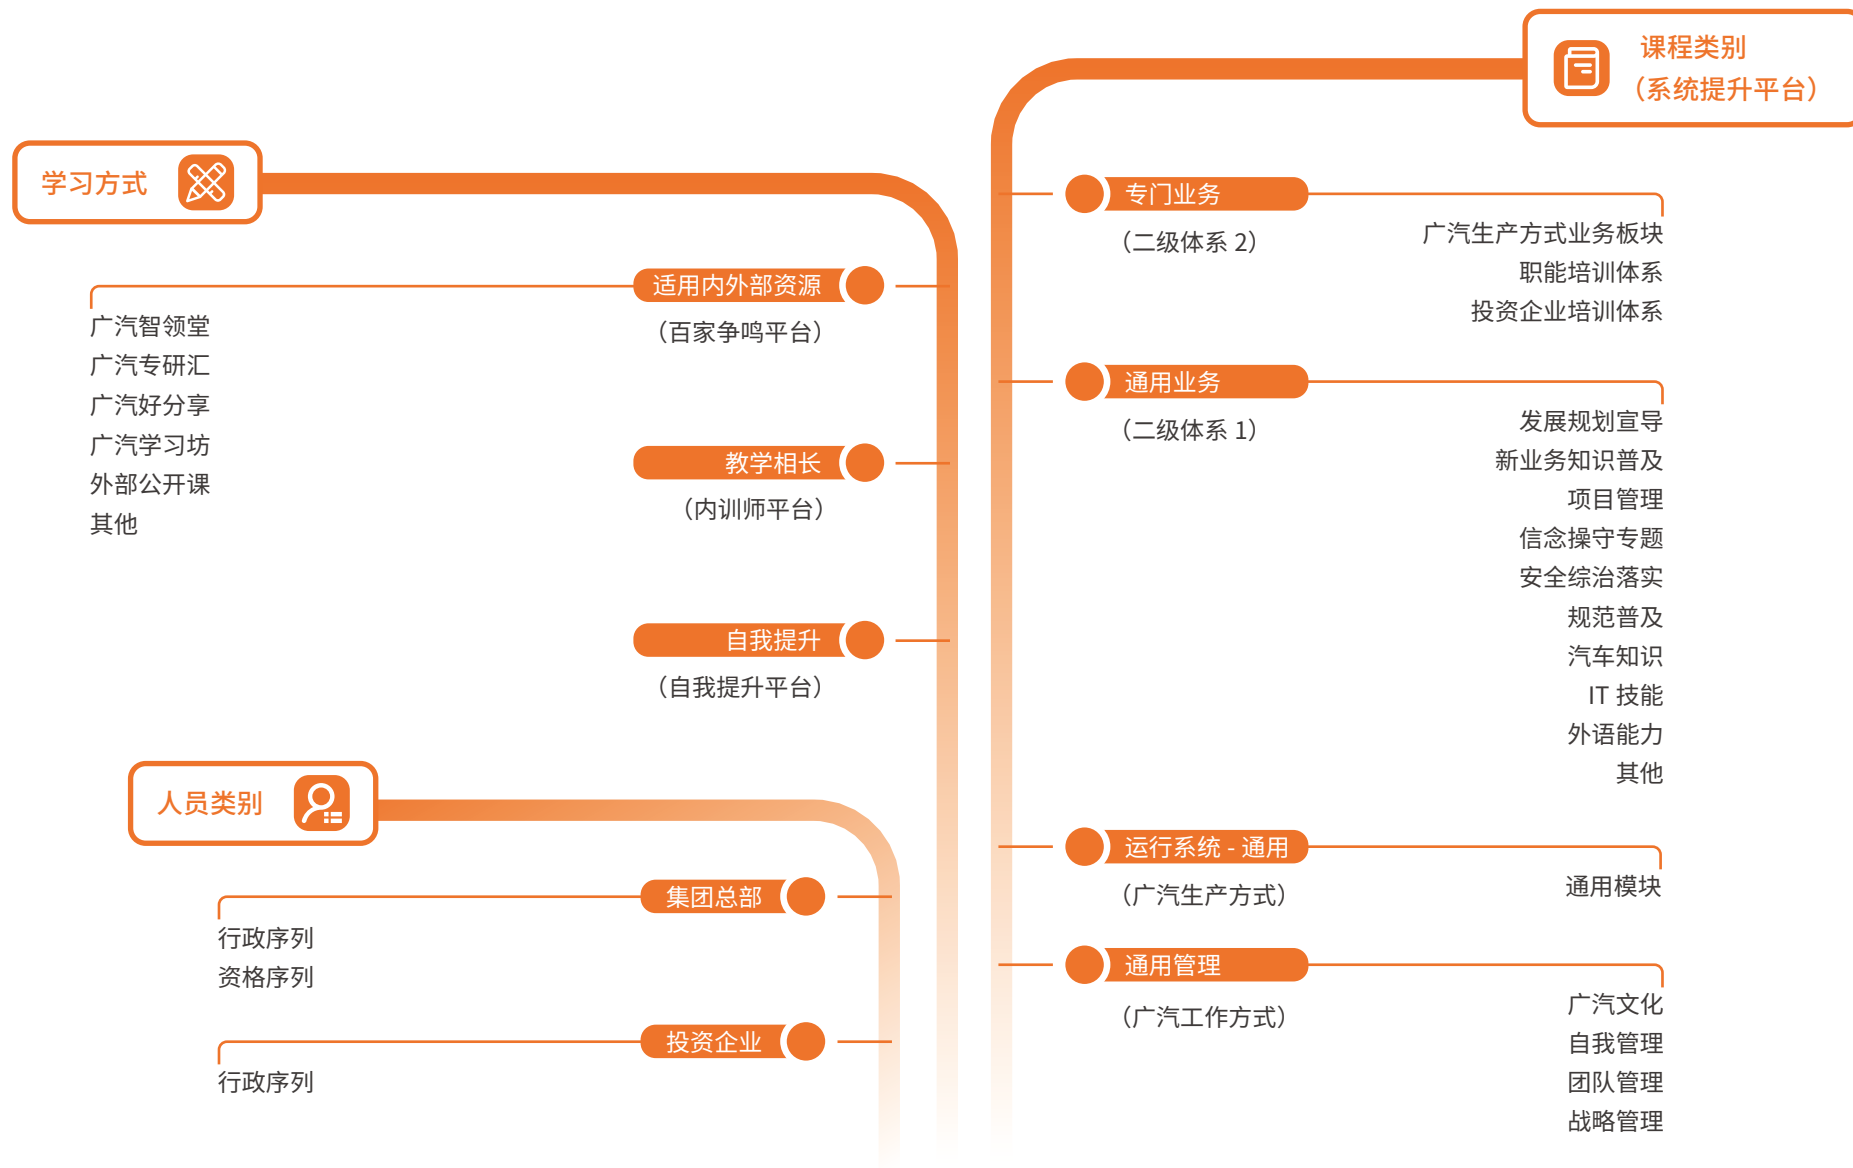 学习方式
适用内外部资源
（百家争鸣平台）
广汽智领堂
广汽专研汇
广汽好分享
广汽学习坊
外部公开课
其他
教学相长
（内训师平台）
自我提升
（自我提升平台）
人员类别
集团总部
行政序列
资格序列
投资企业
行政序列
课程类别
（系统提升平台）
专门业务
（二级体系 2）
广汽生产方式业务板块
职能培训体系
投资企业培训体系
通用业务
（二级体系 1）
发展规划宣导
新业务知识普及
项目管理
信念操守专题
安全综治落实
规范普及
汽车知识
IT 技能
外语能力
其他
运行系统 - 通用
（广汽生产方式）
通用模块
通用管理
（广汽工作方式）
广汽文化
自我管理
团队管理
战略管理